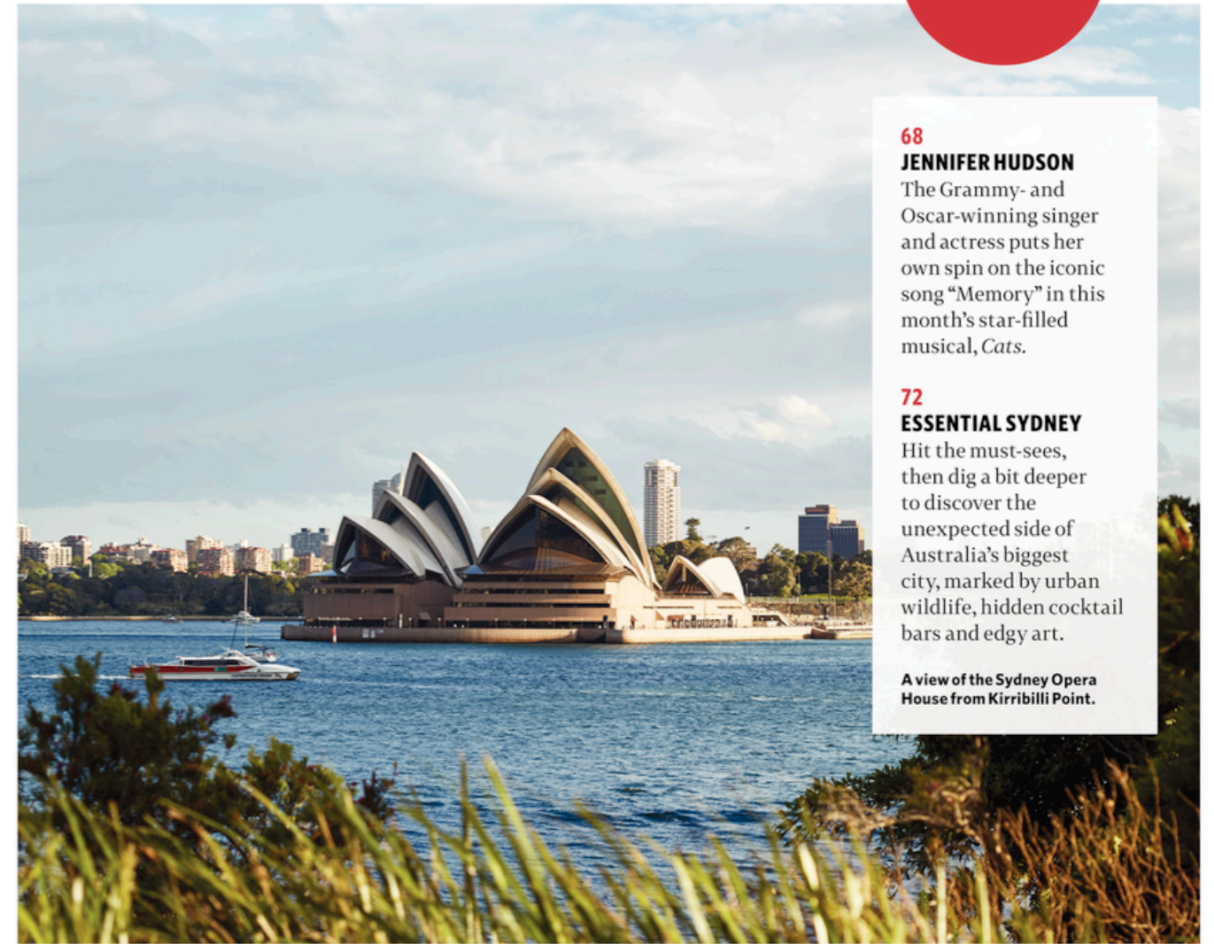 68
JENNIFER HUDSON
The Grammy- and
Oscar-winning singer
and actress puts her
own spin on the iconic
song “Memory” in this
month’s star-filled
musical, Cats.
72
ESSENTIAL SYDNEY
Hit the must-sees,
then dig a bit deeper
to discover the
unexpected side of
Australia’s biggest
city, marked by urban
wildlife, hidden cocktail
bars and edgy art.
A view of the Sydney Opera
House from Kirribilli Point.